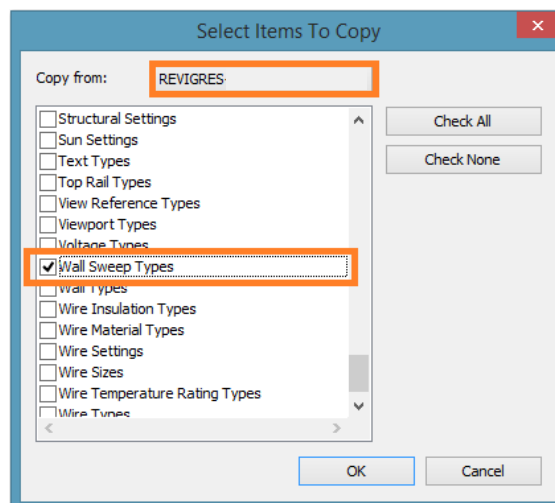 Select Items To Copy
Copy from: REVIGRES
Check All
Check None
Structural Settings
Sun Settings
Text Types
Top Rail Types
View Reference Types
Viewport Types
Voltage Types
Wall Sweep Types
Wall Types
Wire Insulation Types
Wire Material Types
Wire Settings
Wire Sizes
Wire Temperature Rating Types
Wire Types
OK
Cancel